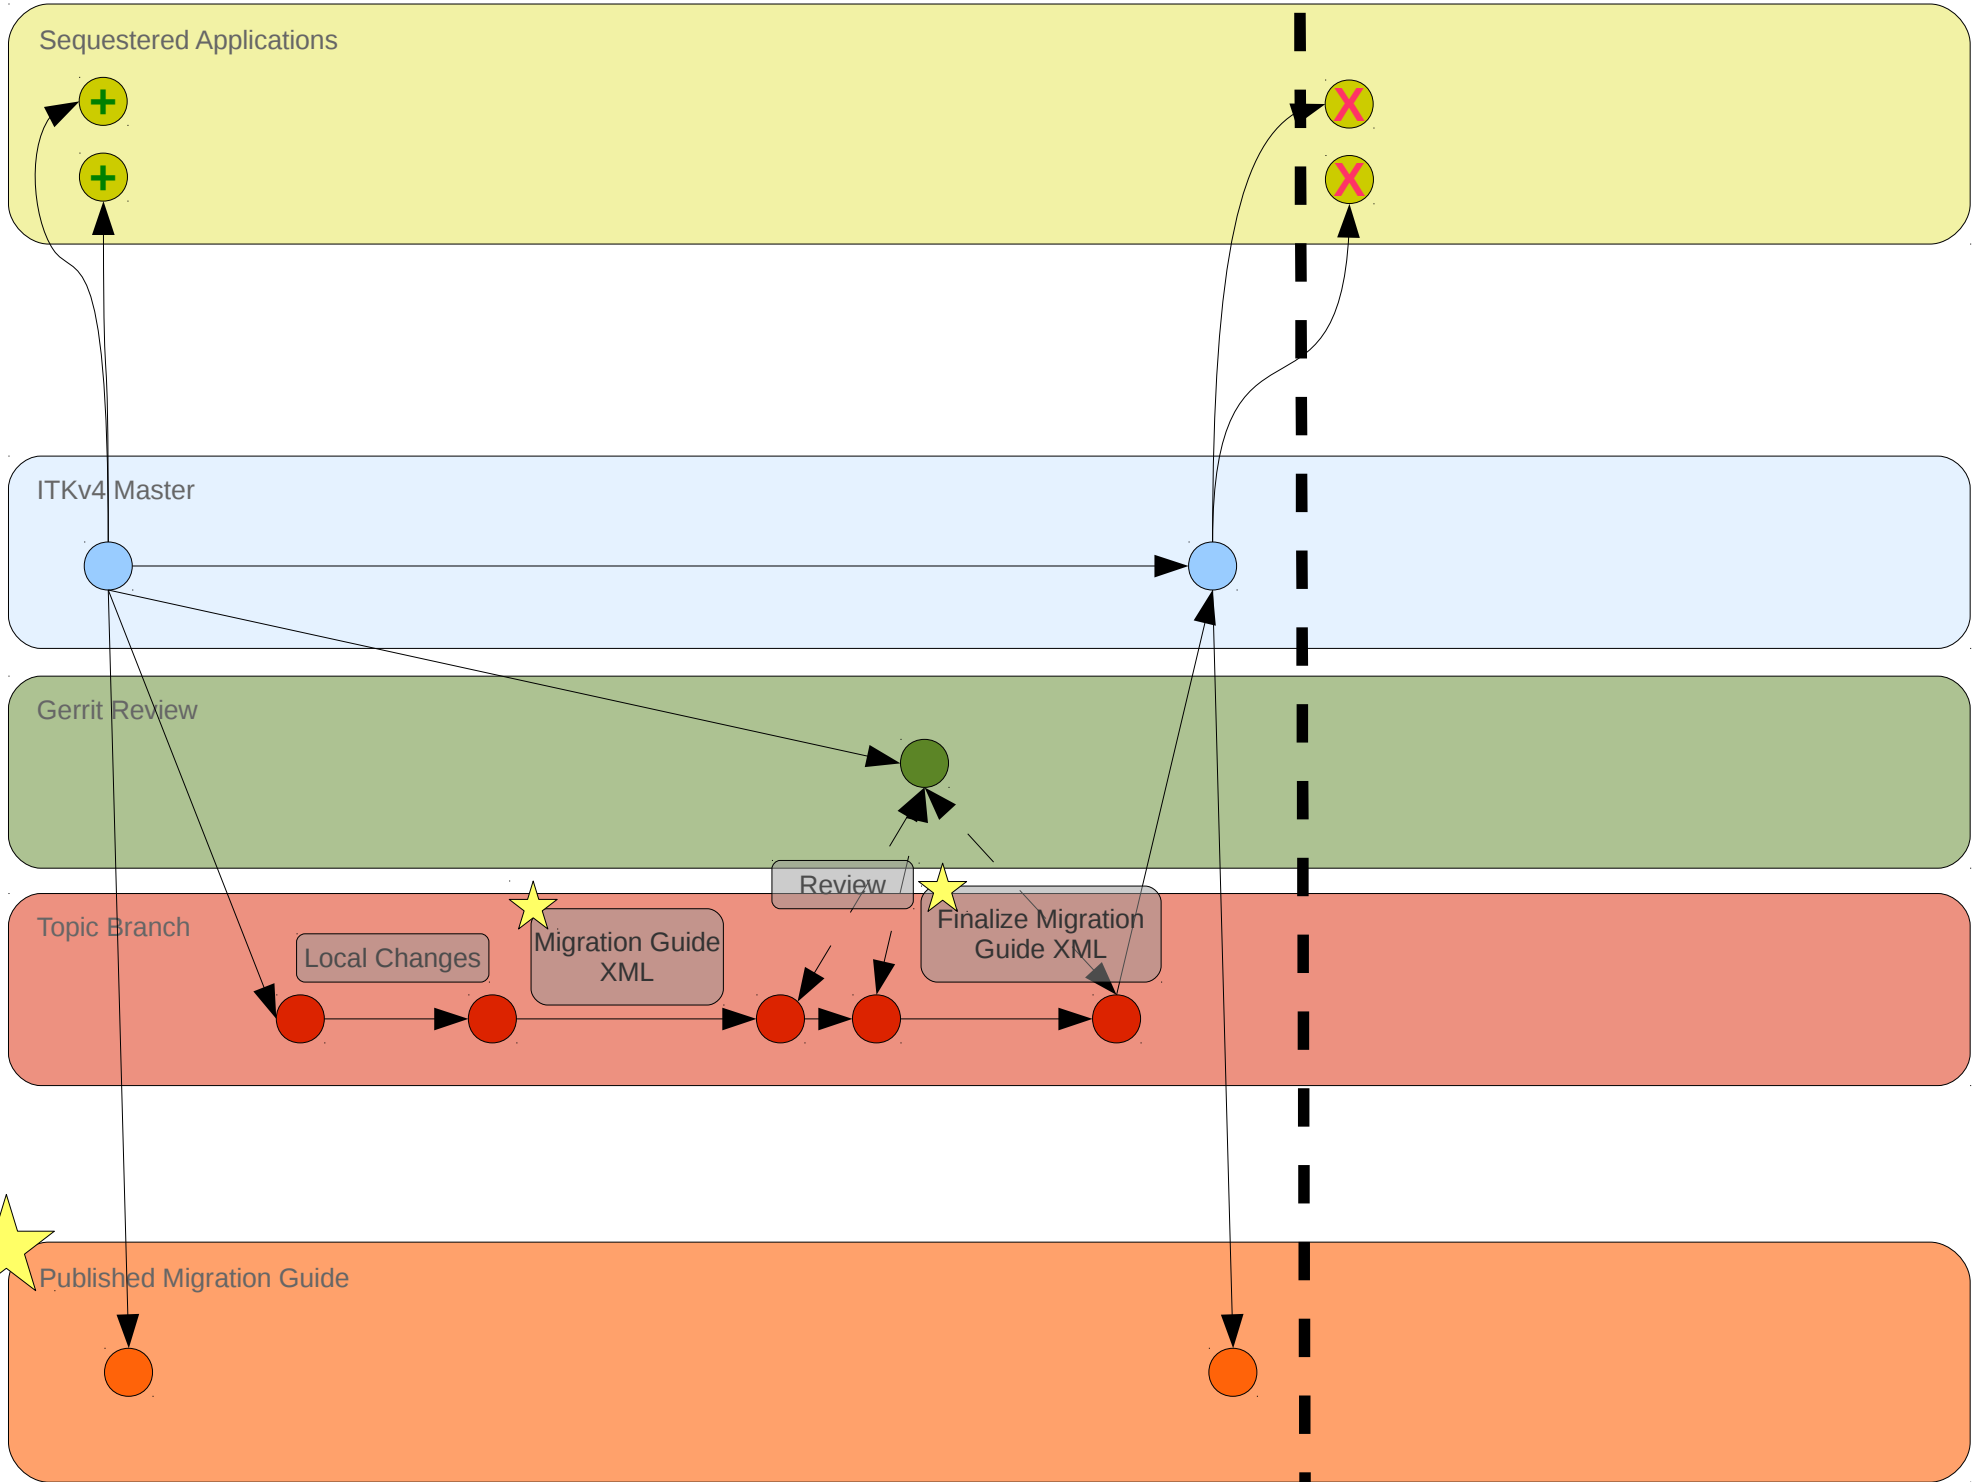 Sequestered Applications
+
X
+
X
ITKv4 Master
Gerrit Review
Review
Topic Branch
Finalize Migration
Guide XML
Migration Guide
XML
Local Changes
Published Migration Guide